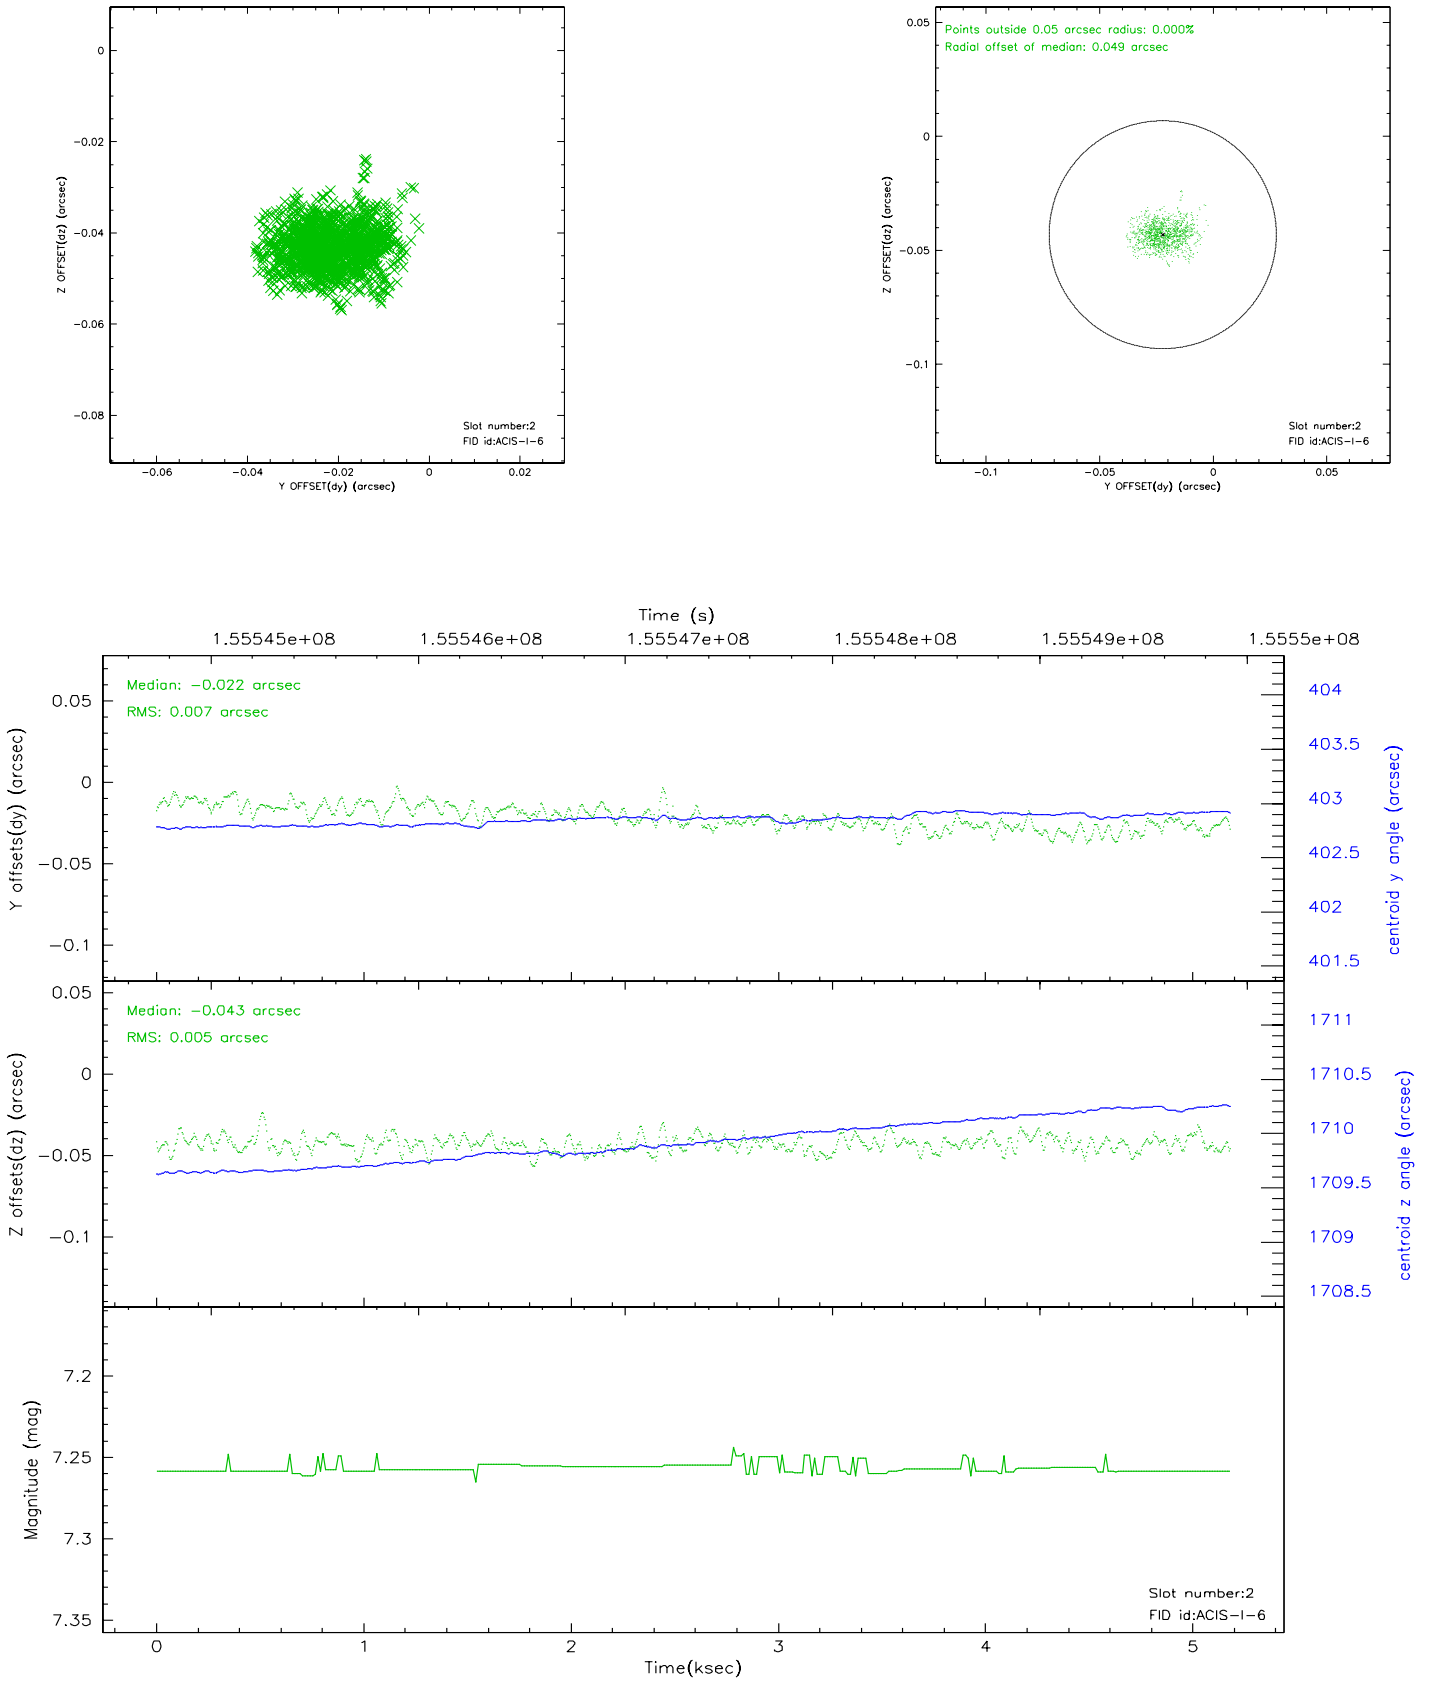 0
-0.02
-0.04
-0.06
-0.08
Z OFFSET(dz) (arcsec)
-0.06
-0.04
-0.02
0
0.02
Y OFFSET(dy) (arcsec)
Slot number:2
FID id:ACIS-I-6
Points outside 0.05 arcsec radius: 0.000%
Radial offset of median: 0.049 arcsec
0.05
0
-0.05
-0.1
Z OFFSET(dz) (arcsec)
-0.1
-0.05
0
0.05
Y OFFSET(dy) (arcsec)
Slot number:2
FID id:ACIS-I-6
Time (s)
1.55545e+08
1.55546e+08
1.55547e+08
1.55548e+08
1.55549e+08
1.5555e+08
Median: -0.022 arcsec
RMS: 0.007 arcsec
0.05
0
-0.05
-0.1
Y offsets(dy) (arcsec)
404
403.5
403
402.5
402
401.5
centroid y angle (arcsec)
Median: -0.043 arcsec
RMS: 0.005 arcsec
0.05
0
-0.05
-0.1
Z offsets(dz) (arcsec)
1711
1710.5
1710
1709.5
1709
1708.5
centroid z angle (arcsec)
7.2
7.25
7.3
7.35
Magnitude (mag)
Slot number:2
FID id:ACIS-I-6
0
1
2
3
4
5
Time(ksec)